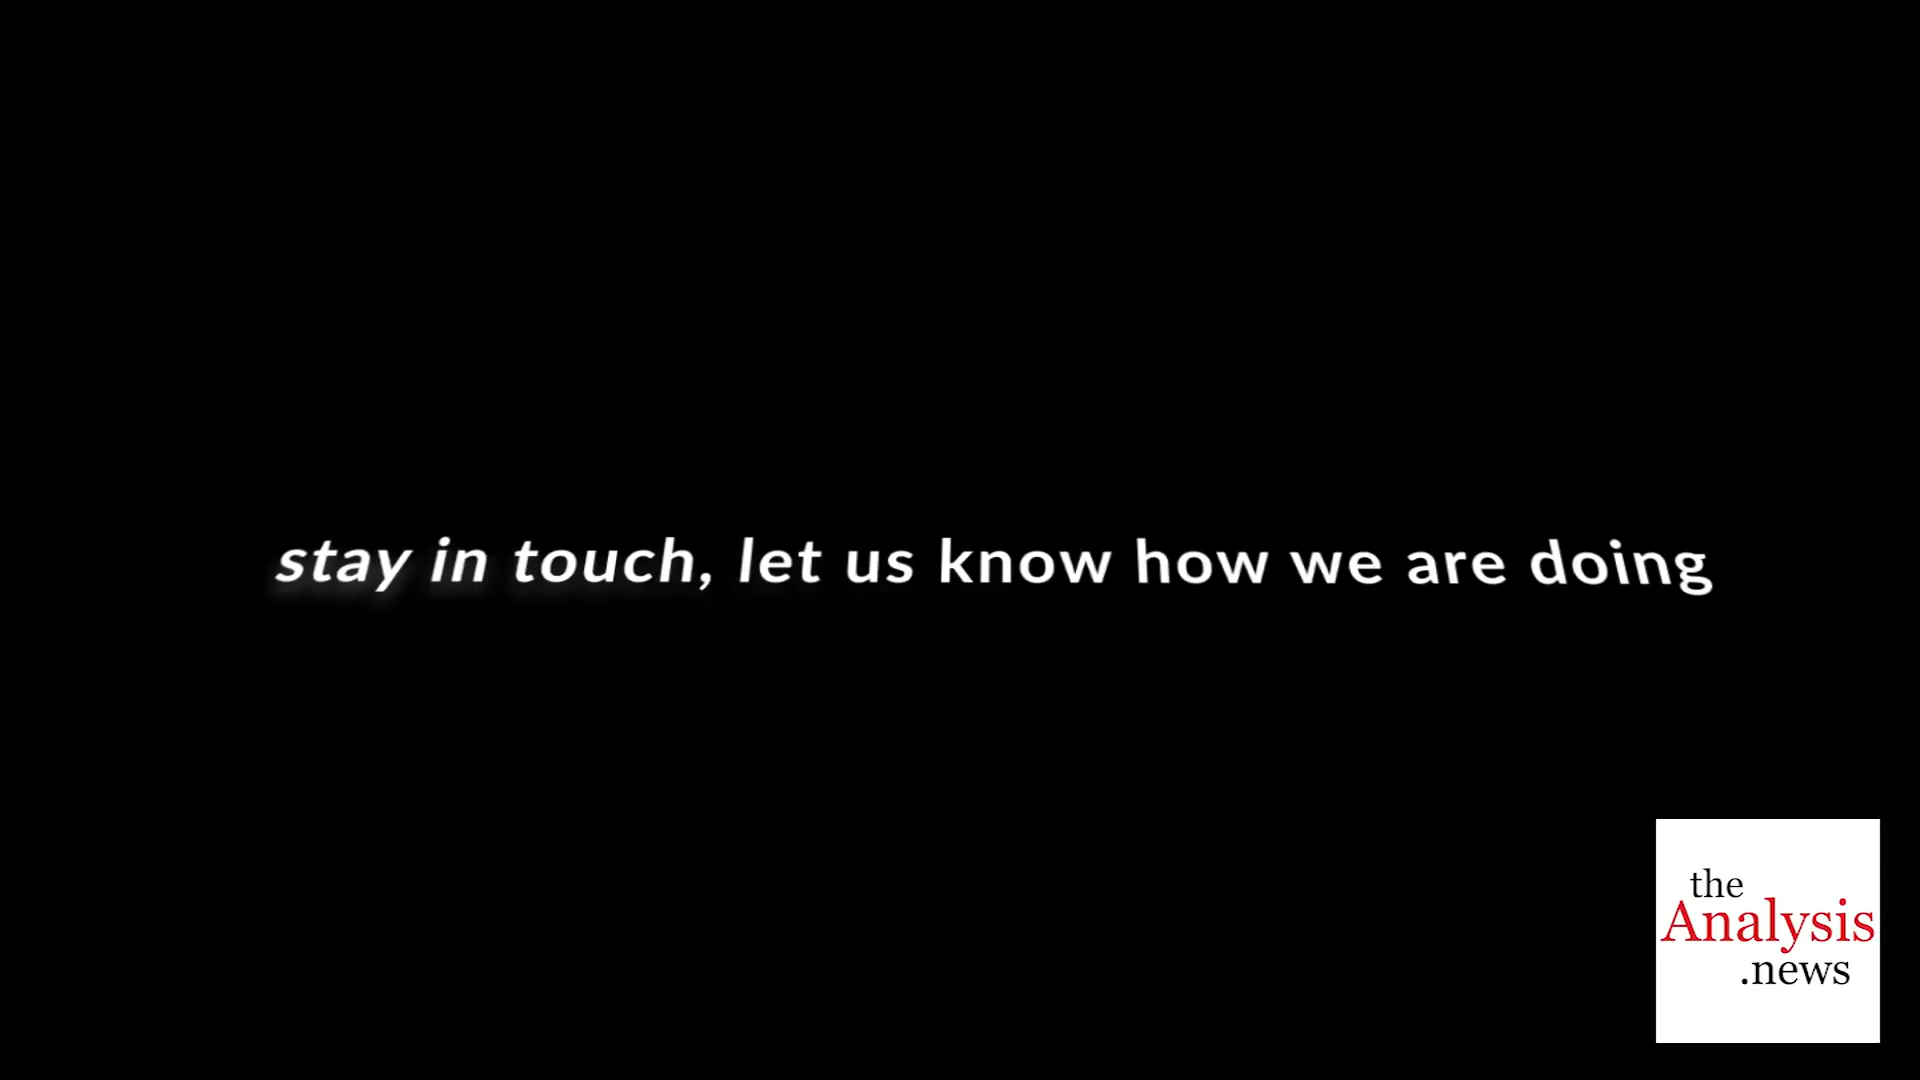 stay in touch, let us know how we are doing
the
Analysis
.news